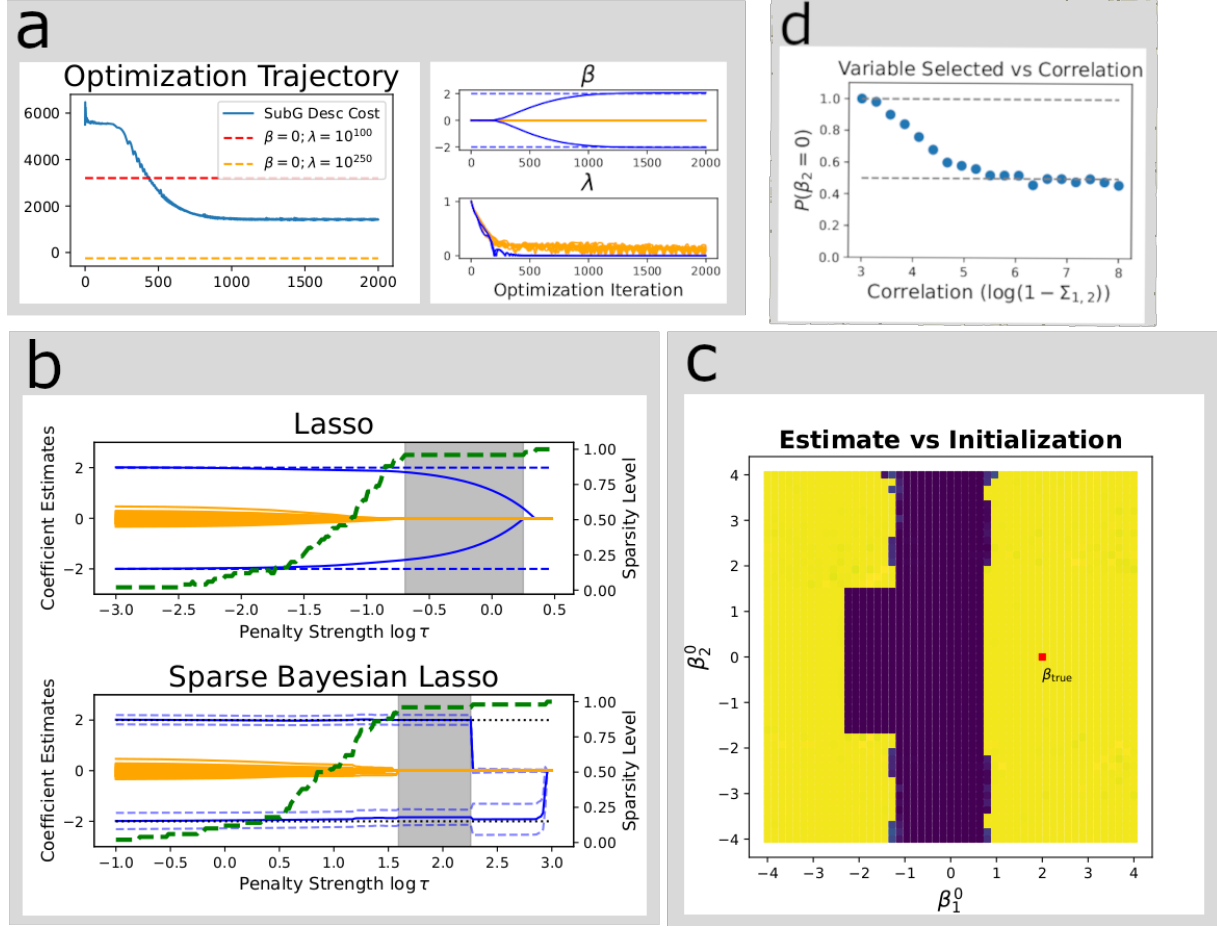 a
Optimization Trajectory
6000
4000
2000
0
SubG Desc Cost
β = 0; λ = 10^100
β = 0; λ = 10^250
0 500 1000 1500 2000
β
2
0
−2
0 500 1000 1500 2000
λ
1
0
0 500 1000 1500 2000
Optimization Iteration
d
Variable Selected vs Correlation
P(β₂ = 0)
1.0
0.8
0.6
0.4
0.2
0.0
3 4 5 6 7 8
Correlation (log(1 − Σ₁,₂))
b
Lasso
Coefficient Estimates
2
0
−2
1.00
0.75
0.50
0.25
0.00
Sparsity Level
−3.0 −2.5 −2.0 −1.5 −1.0 −0.5 0.0 0.5
Penalty Strength log τ
Sparse Bayesian Lasso
Coefficient Estimates
2
0
−2
1.00
0.75
0.50
0.25
0.00
Sparsity Level
−1.0 −0.5 0.0 0.5 1.0 1.5 2.0 2.5 3.0
Penalty Strength log τ
c
Estimate vs Initialization
β₂⁰
4
3
2
1
0
−1
−2
−3
−4
β_true
−4 −3 −2 −1 0 1 2 3 4
β₁⁰